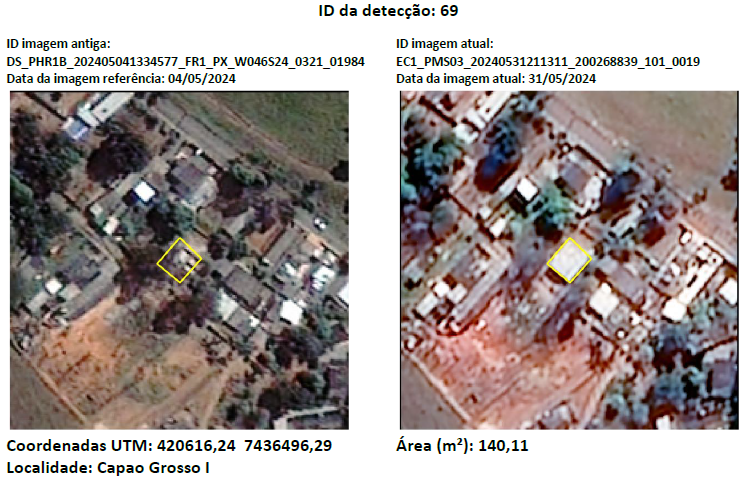 ID da detecção: 69
ID imagem antiga:
DS_PHR1B_202405041334577_FR1_PX_W046S24_0321_01984
Data da imagem referência: 04/05/2024
ID imagem atual:
EC1_PMS03_20240531211311_200268839_101_0019
Data da imagem atual: 31/05/2024
Coordenadas UTM: 420616,24 7436496,29
Localidade: Capao Grosso I
Área (m²): 140,11